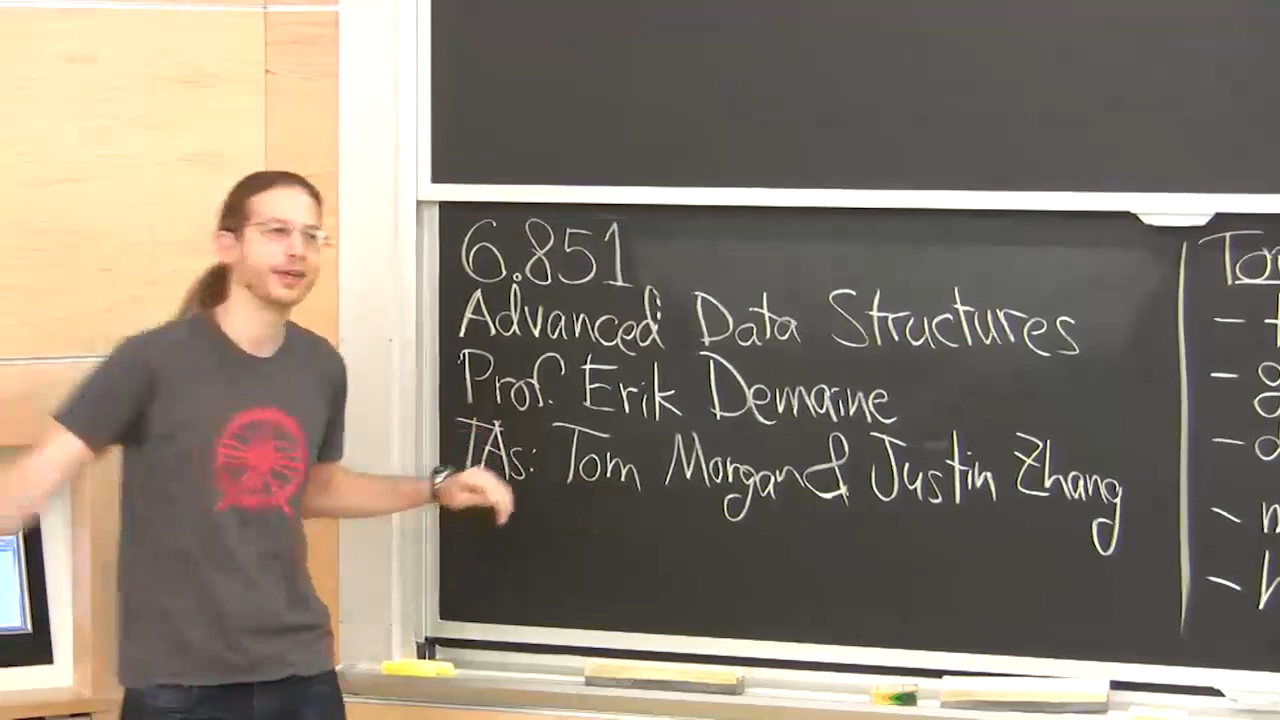 6.851
Advanced Data Structures
Prof. Erik Demaine
TAs: Tom Morgan & Justin Zhang